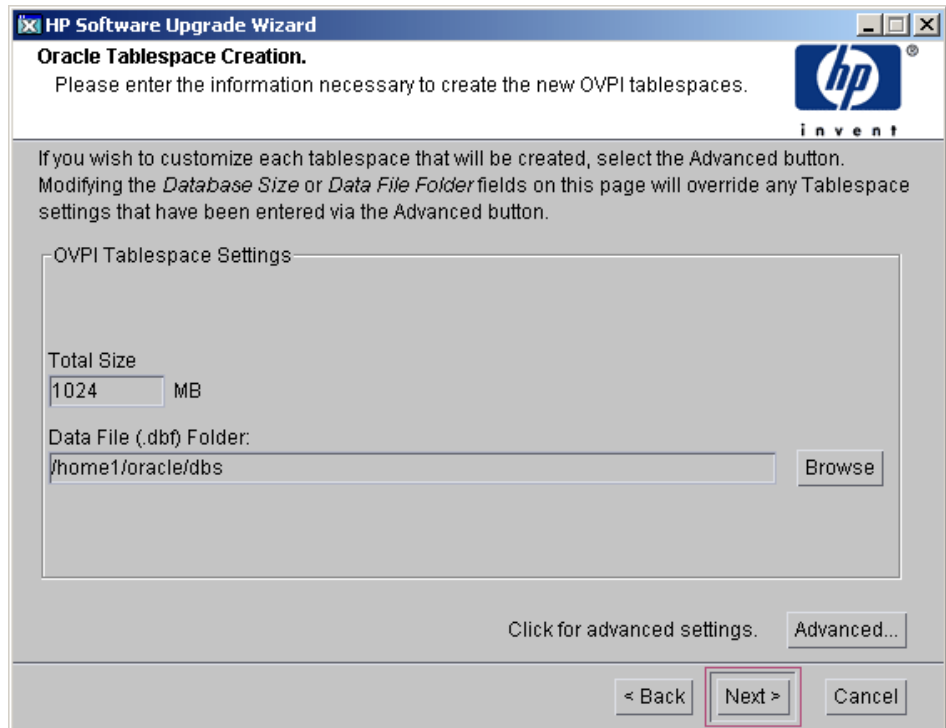 HP Software Upgrade Wizard
Oracle Tablespace Creation.
Please enter the information necessary to create the new OVPI tablespaces.
hp
®
invent
If you wish to customize each tablespace that will be created, select the Advanced button.
Modifying the Database Size or Data File Folder fields on this page will override any Tablespace
settings that have been entered via the Advanced button.
OVPI Tablespace Settings
Total Size
1024 MB
Data File (.dbf) Folder:
/home1/oracle/dbs Browse
Click for advanced settings. Advanced...
< Back Next > Cancel